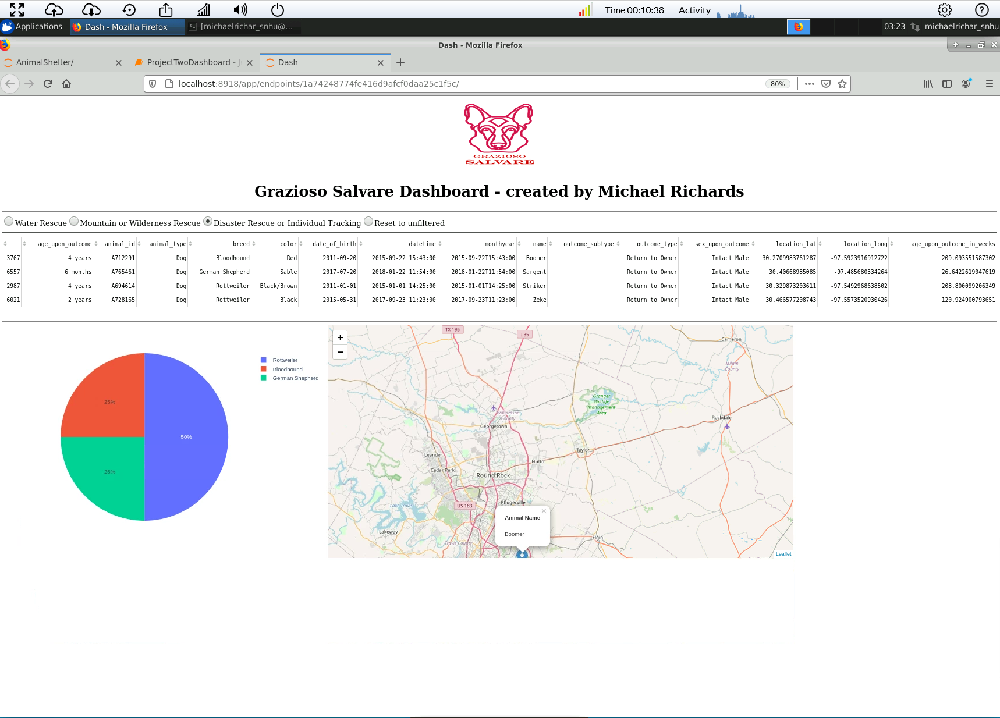 Time 00:10:38 Activity
Applications Dash - Mozilla Firefox [michaelrichar_snhu@... 03:23 michaelrichar_snhu
Dash - Mozilla Firefox
AnimalShelter/ ProjectTwoDashboard - Dash
localhost:8918/app/endpoints/1a74248774fe416d9afcf0daa25c1f5c/ 80%
GRAZIOSO
SALVARE
Grazioso Salvare Dashboard - created by Michael Richards
Water Rescue Mountain or Wilderness Rescue Disaster Rescue or Individual Tracking Reset to unfiltered
age_upon_outcome animal_id animal_type breed color date_of_birth datetime monthyear name outcome_subtype outcome_type sex_upon_outcome location_lat location_long age_upon_outcome_in_weeks
3767 4 years A712291 Dog Bloodhound Red 2011-09-20 2015-09-22 15:43:00 2015-09-22T15:43:00 Boomer Return to Owner Intact Male 30.2709983761287 -97.5923916912722 209.093551587302
6557 6 months A765461 Dog German Shepherd Sable 2017-07-20 2018-01-22 11:54:00 2018-01-22T11:54:00 Sargent Return to Owner Intact Male 30.40668985085 -97.485680334264 26.6422619047619
2987 4 years A694614 Dog Rottweiler Black/Brown 2011-01-01 2015-01-01 14:25:00 2015-01-01T14:25:00 Striker Return to Owner Intact Male 30.329873203611 -97.5492968638502 208.800099206349
6021 2 years A728165 Dog Rottweiler Black 2015-05-31 2017-09-23 11:23:00 2017-09-23T11:23:00 Zeke Return to Owner Intact Male 30.466577208743 -97.5573520930426 120.924900793651
Rottweiler
Bloodhound
German Shepherd
25%
50%
25%
+
−
TX 195
I 35
Cameron
Milam
County
Granger
Wildlife
Management
Area
Williamson
County
Georgetown
Rockdale
Taylor
Leander
Hutto
Cedar Park
Round Rock
Pflugerville
US 183
Lake Travis
Animal Name
Boomer
Lakeway
Travis County
Elgin
Leaflet